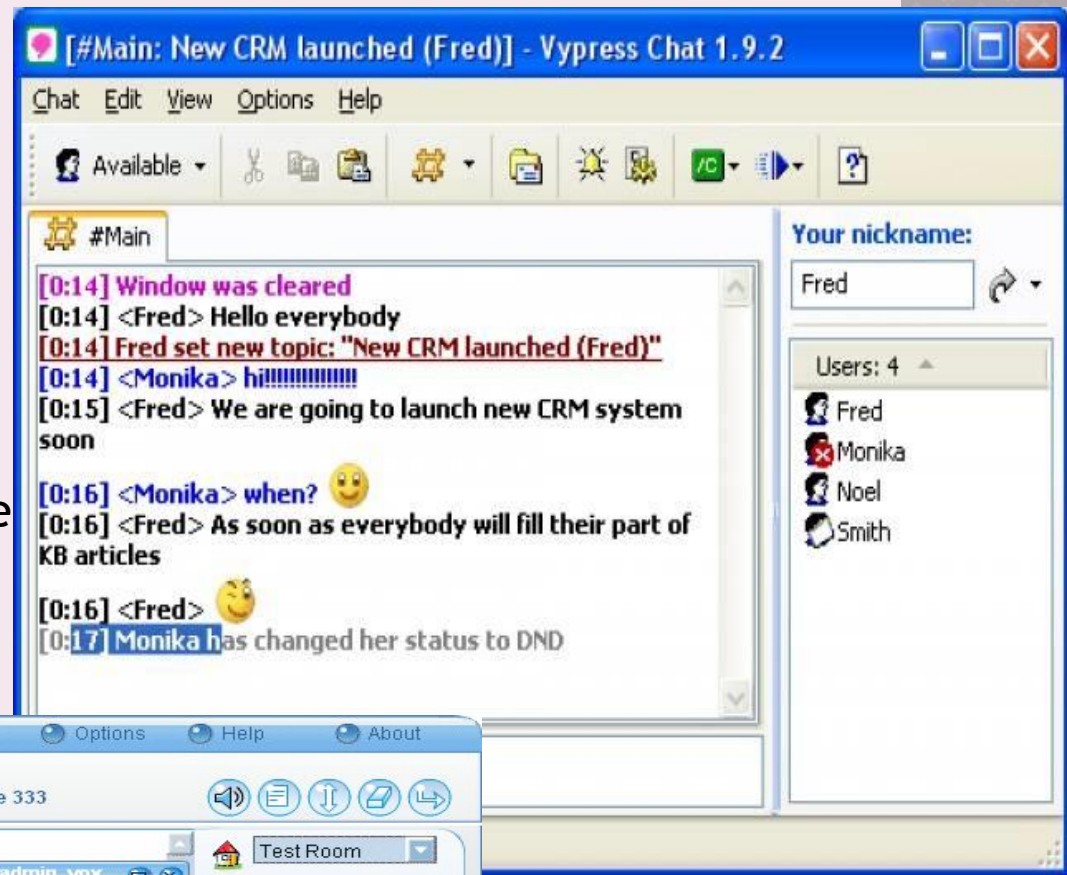 [#Main: New CRM launched (Fred)] - Vypress Chat 1.9.2
Chat Edit View Options Help
Available
/C
#Main
[0:14] Window was cleared
[0:14] <Fred> Hello everybody
[0:14] Fred set new topic: "New CRM launched (Fred)"
[0:14] <Monika> hi!!!!!!!!!!!!!!!
[0:15] <Fred> We are going to launch new CRM system
soon
[0:16] <Monika> when?
[0:16] <Fred> As soon as everybody will fill their part of
KB articles
[0:16] <Fred>
[0:17] Monika has changed her status to DND
Your nickname:
Fred
Users: 4
Fred
Monika
Noel
Smith
e
Options Help About
e 333
Test Room